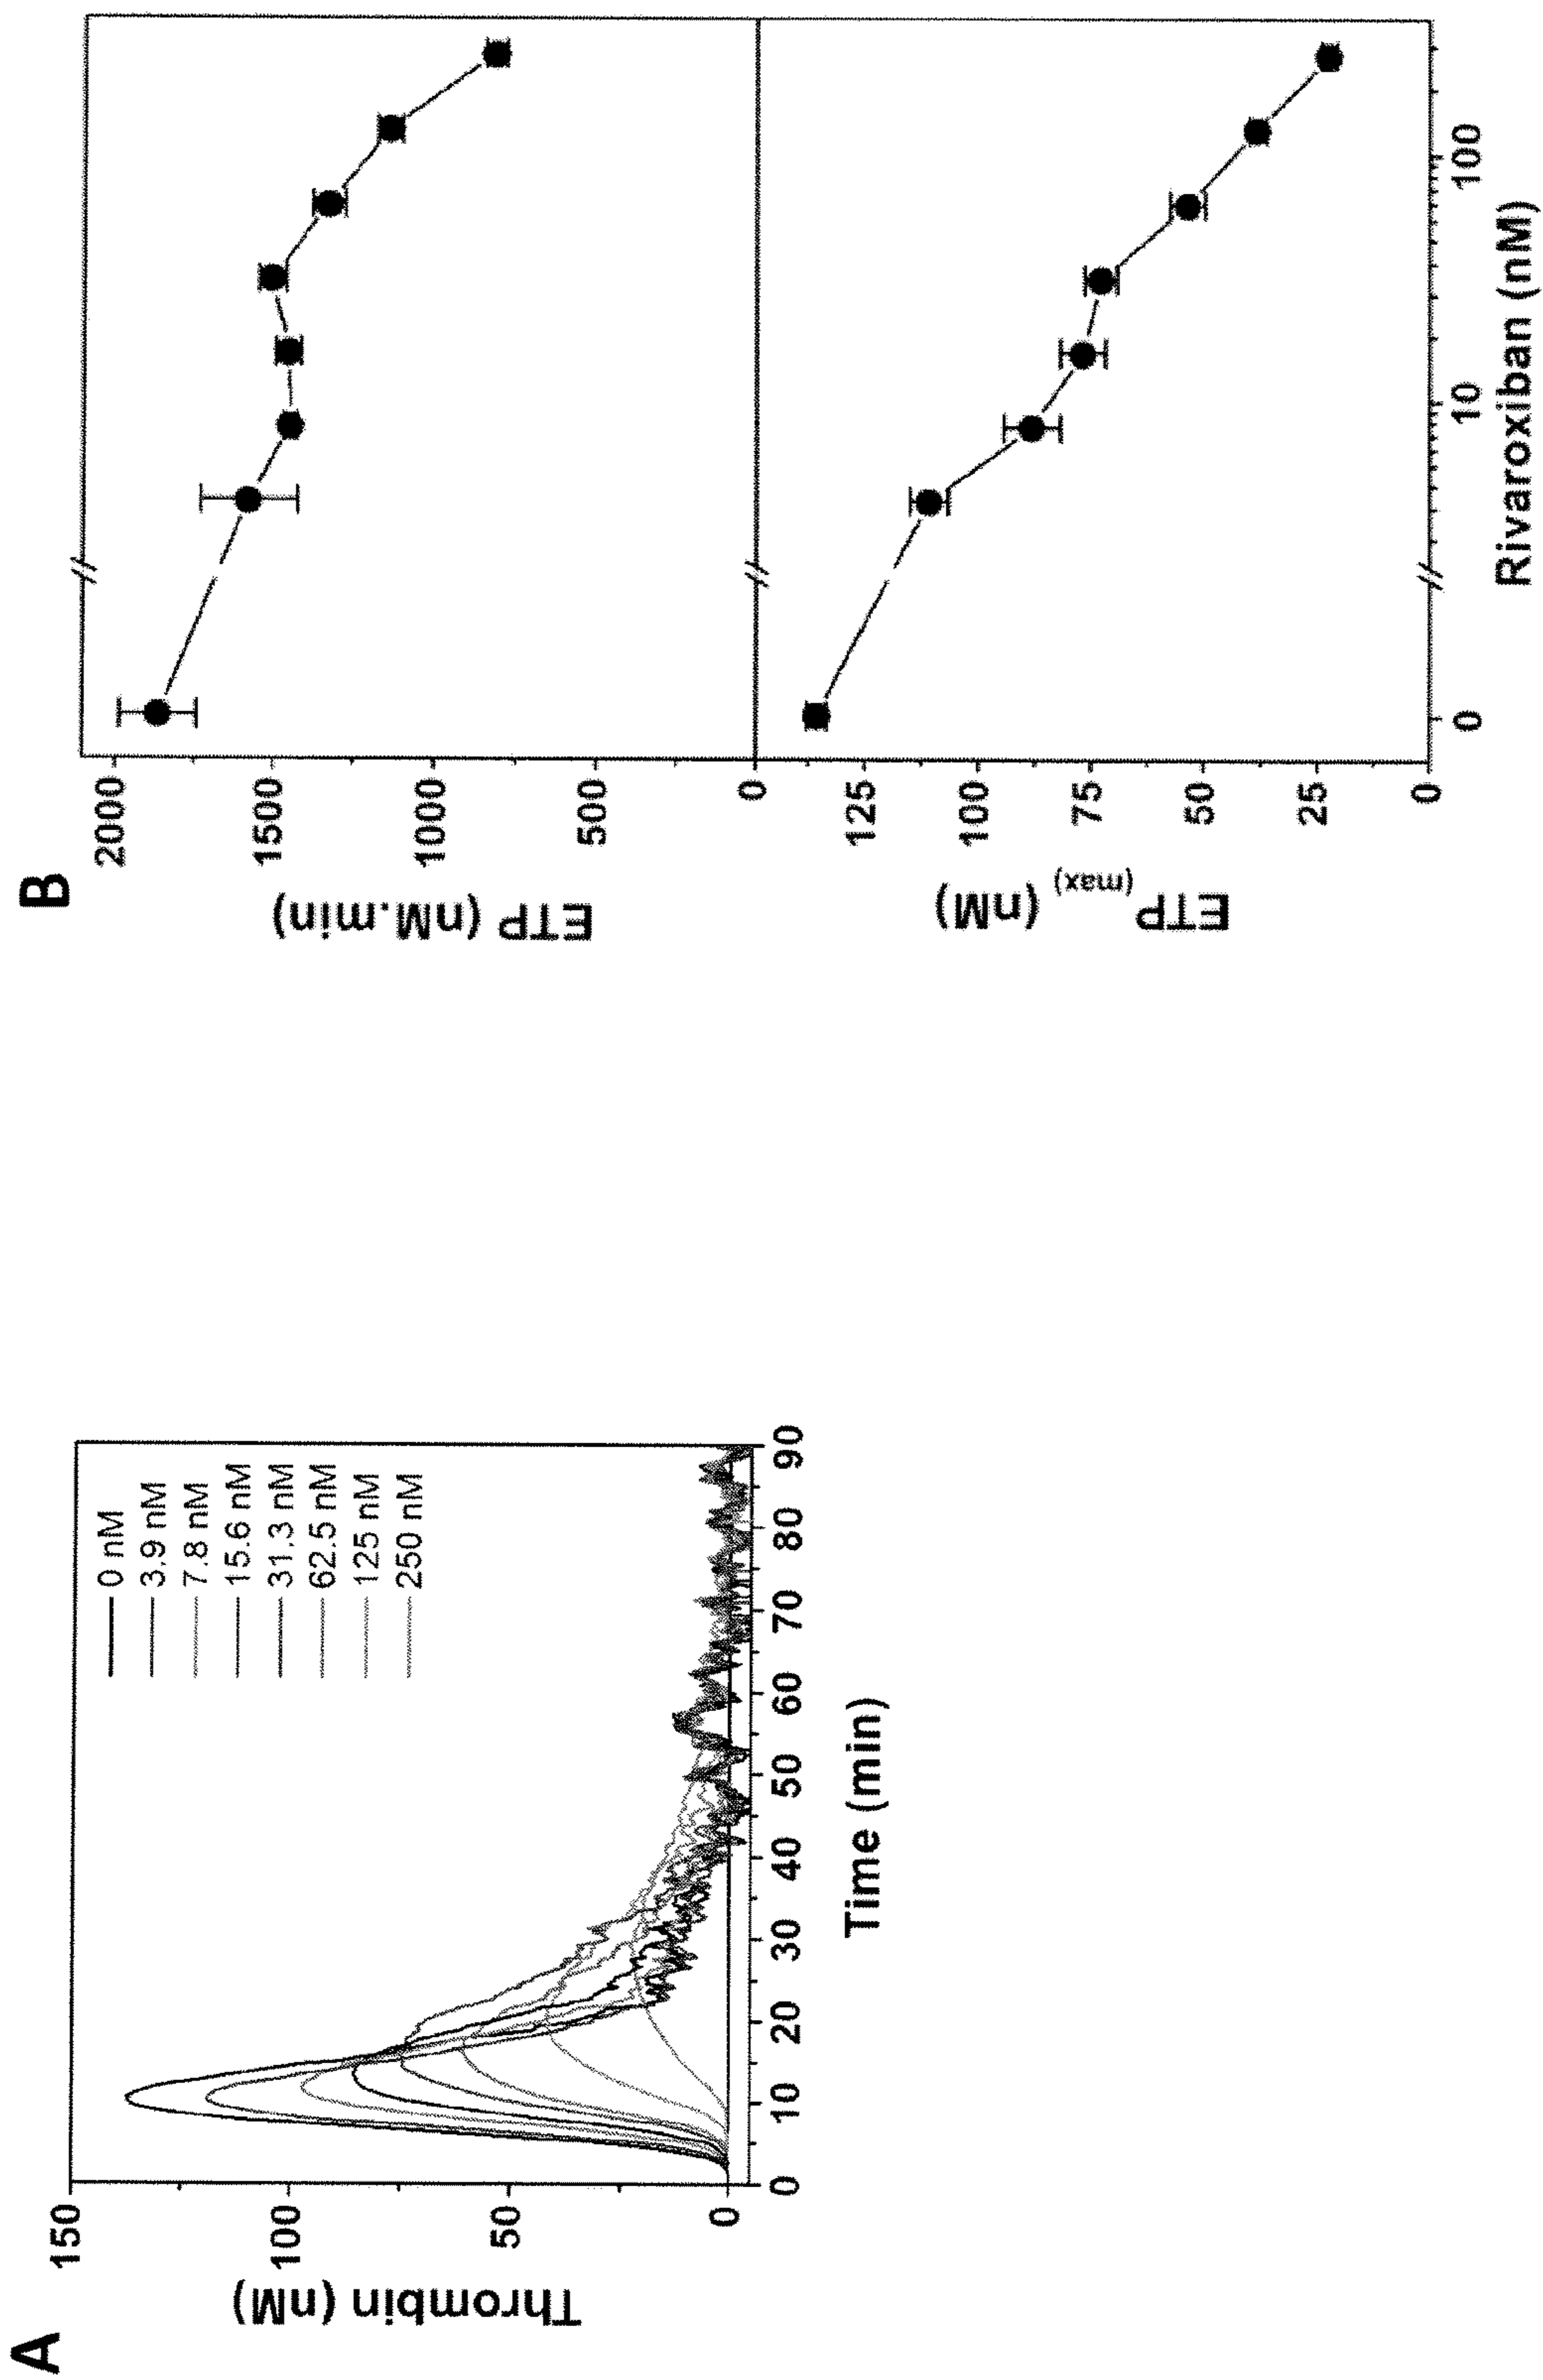 A
Thrombin (nM)
150
100
50
0
0 nM
3.9 nM
7.8 nM
15.6 nM
31.3 nM
62.5 nM
125 nM
250 nM
0 10 20 30 40 50 60 70 80 90
Time (min)
B
ETP (nM.min)
2000
1500
1000
500
0
ETP (max) (nM)
125
100
75
50
25
0
0 10 100
Rivaroxiban (nM)